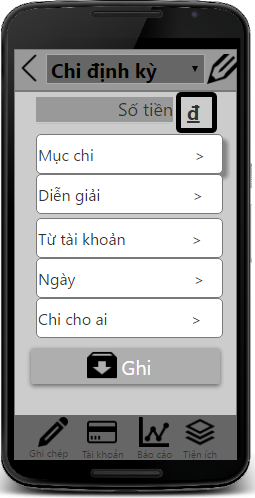 Chi định kỳ
Số tiền đ
Mục chi >
Diễn giải >
Từ tài khoản >
Ngày >
Chi cho ai >
Ghi
Ghi chép Tài khoản Báo cáo Tiện ích